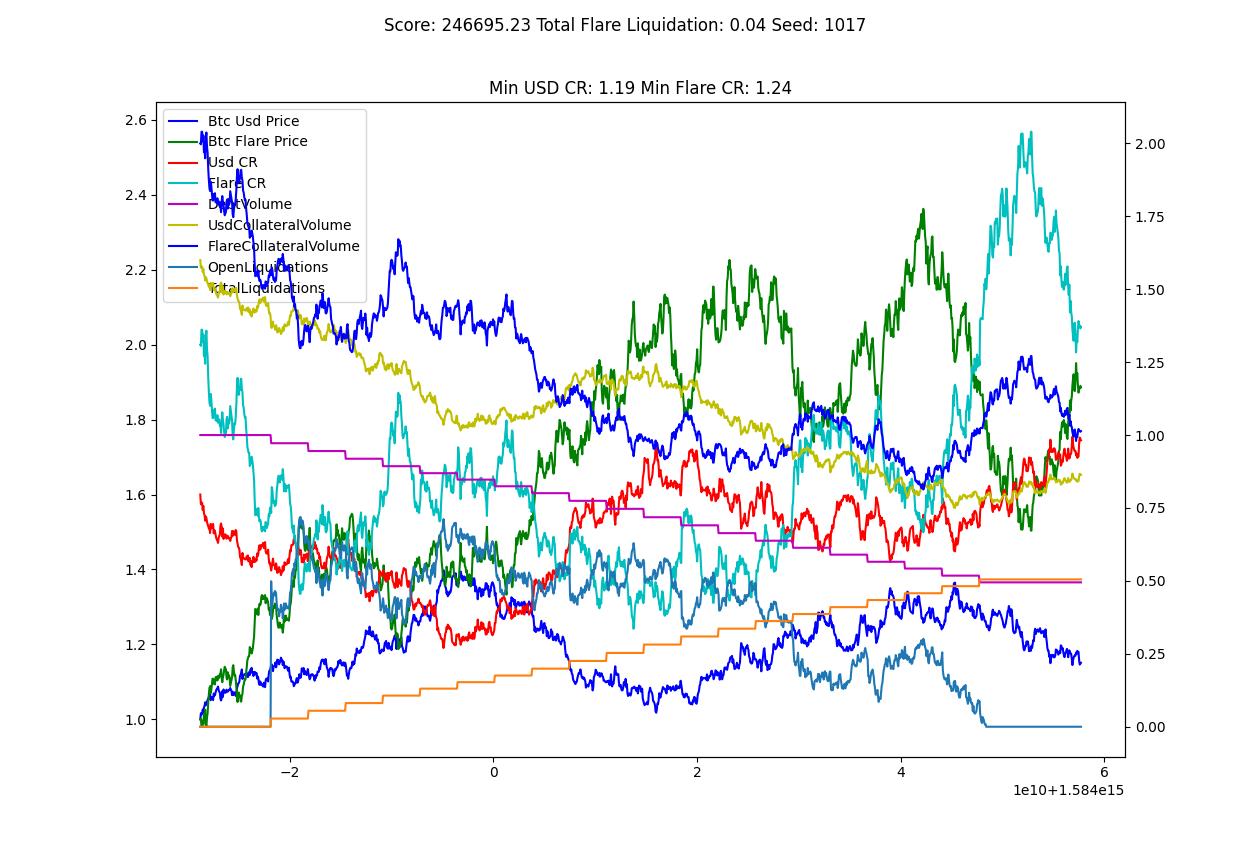 Score: 246695.23 Total Flare Liquidation: 0.04 Seed: 1017
Min USD CR: 1.19 Min Flare CR: 1.24
Btc Usd Price
Btc Flare Price
Usd CR
Flare CR
DebtVolume
UsdCollateralVolume
FlareCollateralVolume
OpenLiquidations
TotalLiquidations
2.6
2.4
2.2
2.0
1.8
1.6
1.4
1.2
1.0
2.00
1.75
1.50
1.25
1.00
0.75
0.50
0.25
0.00
−2
0
2
4
6
1e10+1.584e15